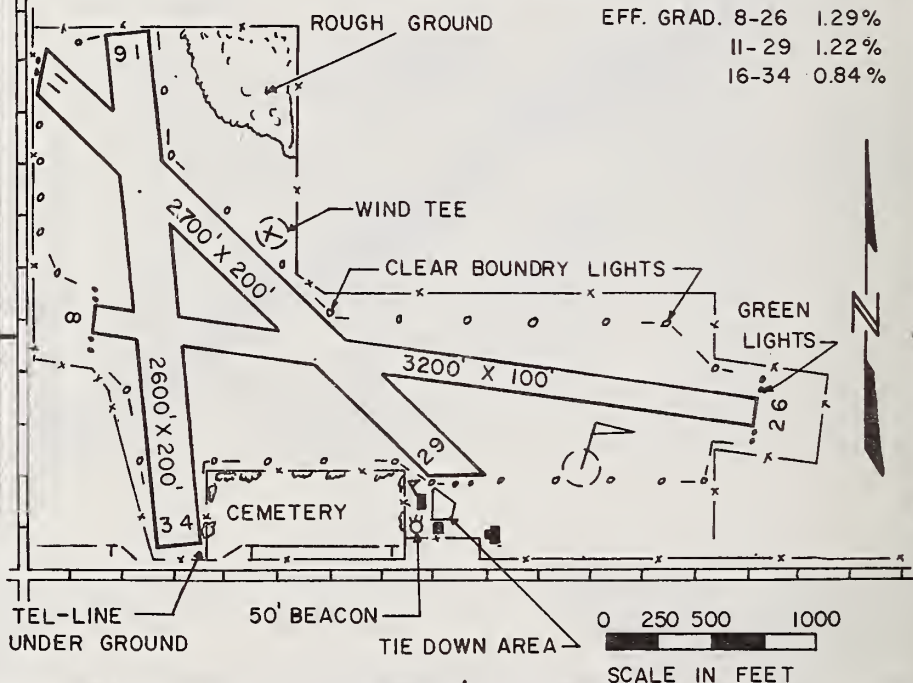 ROUGH GROUND
EFF. GRAD. 8-26 1.29%
11-29 1.22%
16-34 0.84%
16
2700' X 200'
WIND TEE
CLEAR BOUNDRY LIGHTS
GREEN
LIGHTS
N
8
3200' X 100'
26
2600' X 200'
29
34
CEMETERY
T
T
T
TEL-LINE
UNDER GROUND
50' BEACON
TIE DOWN AREA
0 250 500 1000
SCALE IN FEET